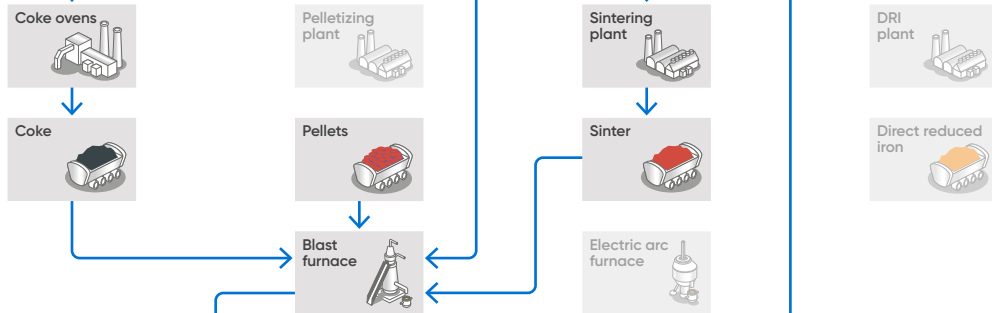 Coke ovens
Pelletizing
plant
Sintering
plant
DRI
plant
Coke
Pellets
Sinter
Direct reduced
iron
Blast
furnace
Electric arc
furnace